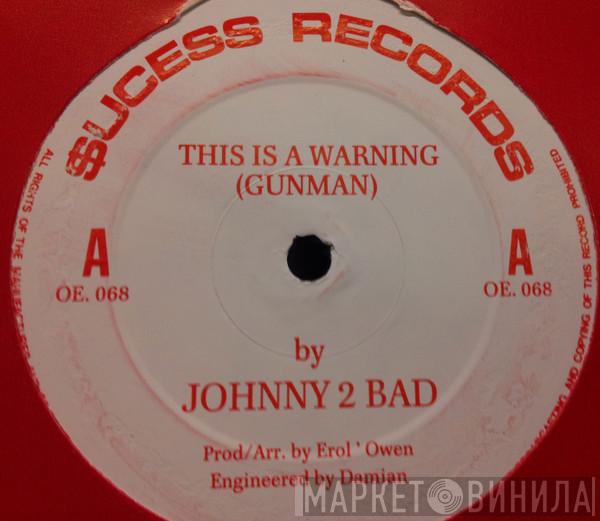 $UCESS RECORDS
THIS IS A WARNING
(GUNMAN)
A
OE. 068
A
OE. 068
by
JOHNNY 2 BAD
Prod/Arr. by Erol ' Owen
Engineered by Damian
ALL RIGHTS OF THE
AND COPYING OF THIS RECORD PROHIBITED
МАРКЕТ ВИНИЛА